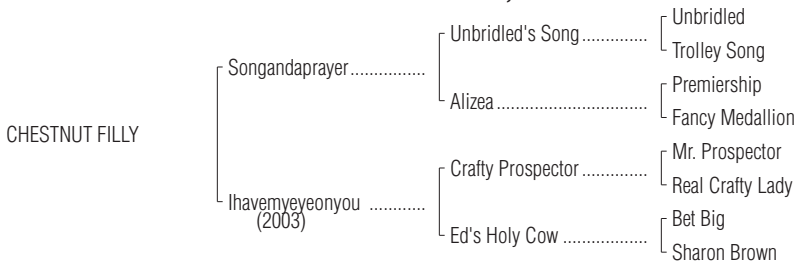 Unbridled
Unbridled's Song ..............
Trolley Song
Songandaprayer................
Premiership
Alizea ................................
Fancy Medallion
CHESTNUT FILLY
Mr. Prospector
Crafty Prospector ..............
Real Crafty Lady
Ihavemyeyeonyou ............
(2003)
Bet Big
Ed's Holy Cow ..................
Sharon Brown